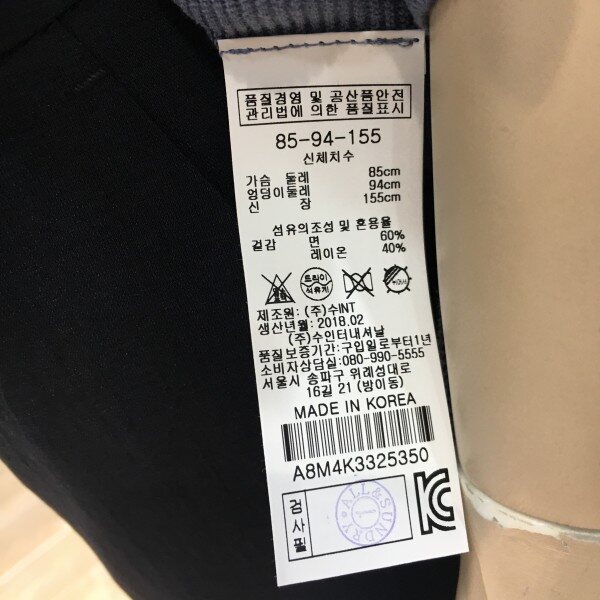 품질경영 및 공산품안전
관리법에 의한 품질표시
85-94-155
신체치수
가슴 둘레 85cm
엉덩이둘레 94cm
신 장 155cm
섬유의조성 및 혼용율
겉감 면 60%
레이온 40%
드라이
석유계
제조원: (주)수INT
생산년월: 2018.02
(주)수인터내셔날
품질보증기간: 구입일로부터1년
소비자상담실: 080-990-5555
서울시 송파구 위례성대로
16길 21 (방이동)
MADE IN KOREA
A8M4K3325350
검사필
ALL & SUNDRY
1